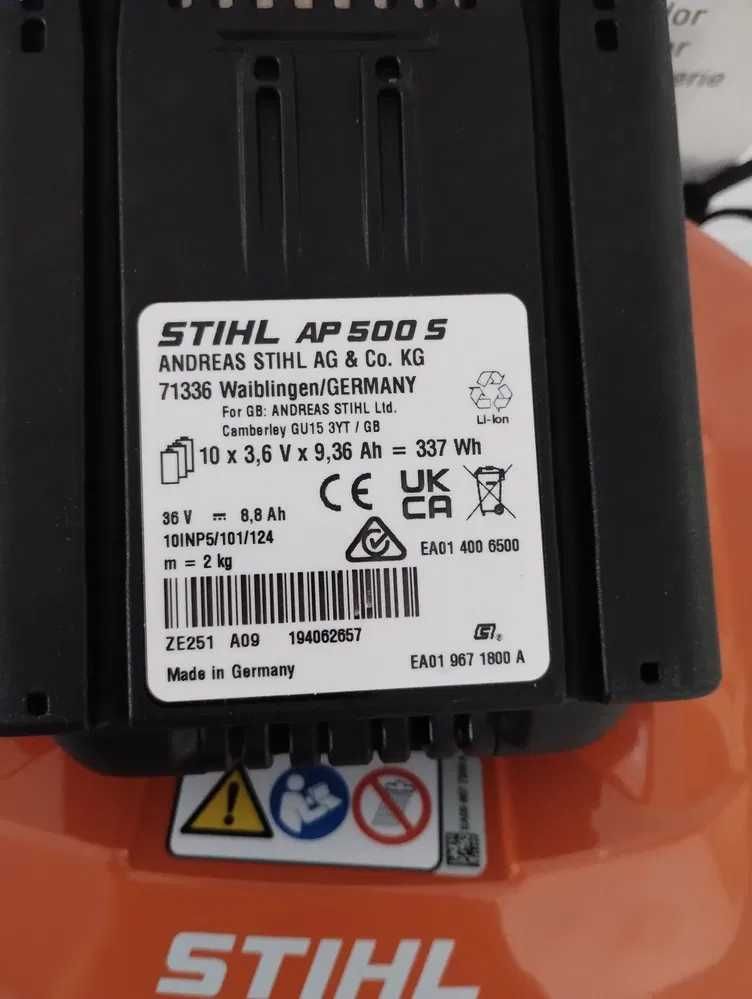 STIHL AP 500 S
ANDREAS STIHL AG & Co. KG
71336 Waiblingen/GERMANY
For GB: ANDREAS STIHL Ltd.
Camberley GU15 3YT / GB
Li-Ion
10 x 3,6 V x 9,36 Ah = 337 Wh
CE
UK
CA
36 V ⎓ 8,8 Ah
10INP5/101/124
m = 2 kg
EA01 400 6500
ZE251 A09 194062657
Made in Germany
EA01 967 1800 A
STIHL